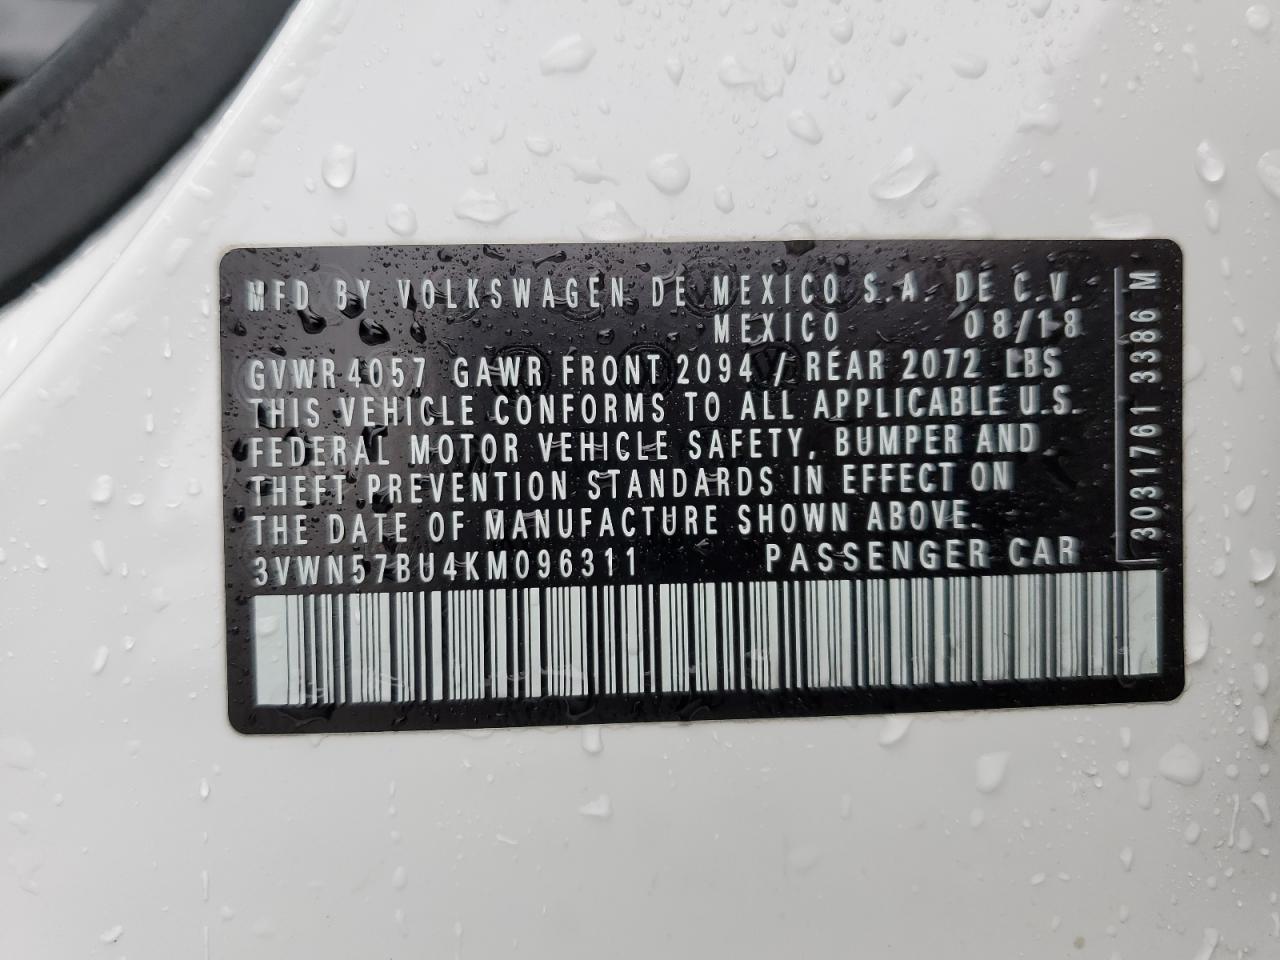 MFD BY VOLKSWAGEN DE MEXICO S.A. DE C.V.
MEXICO 08/18
GVWR 4057 GAWR FRONT 2094 / REAR 2072 LBS
THIS VEHICLE CONFORMS TO ALL APPLICABLE U.S.
FEDERAL MOTOR VEHICLE SAFETY, BUMPER AND
THEFT PREVENTION STANDARDS IN EFFECT ON
THE DATE OF MANUFACTURE SHOWN ABOVE.
3VWN57BU4KM096311 PASSENGER CAR
3031761 3386 M